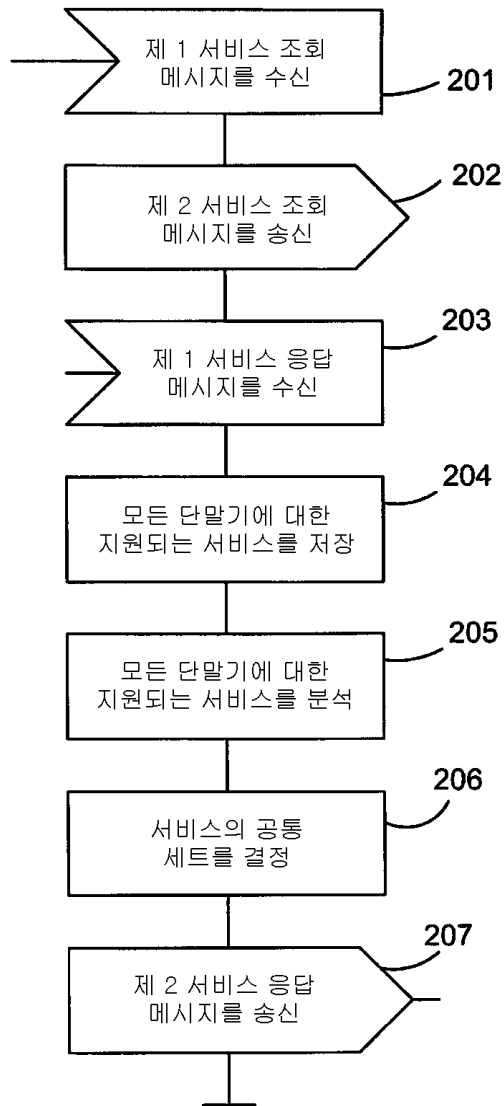 제 1 서비스 조회
메시지를 수신
201
제 2 서비스 조회
메시지를 송신
202
제 1 서비스 응답
메시지를 수신
203
모든 단말기에 대한
지원되는 서비스를 저장
204
모든 단말기에 대한
지원되는 서비스를 분석
205
서비스의 공통
세트를 결정
206
제 2 서비스 응답
메시지를 송신
207